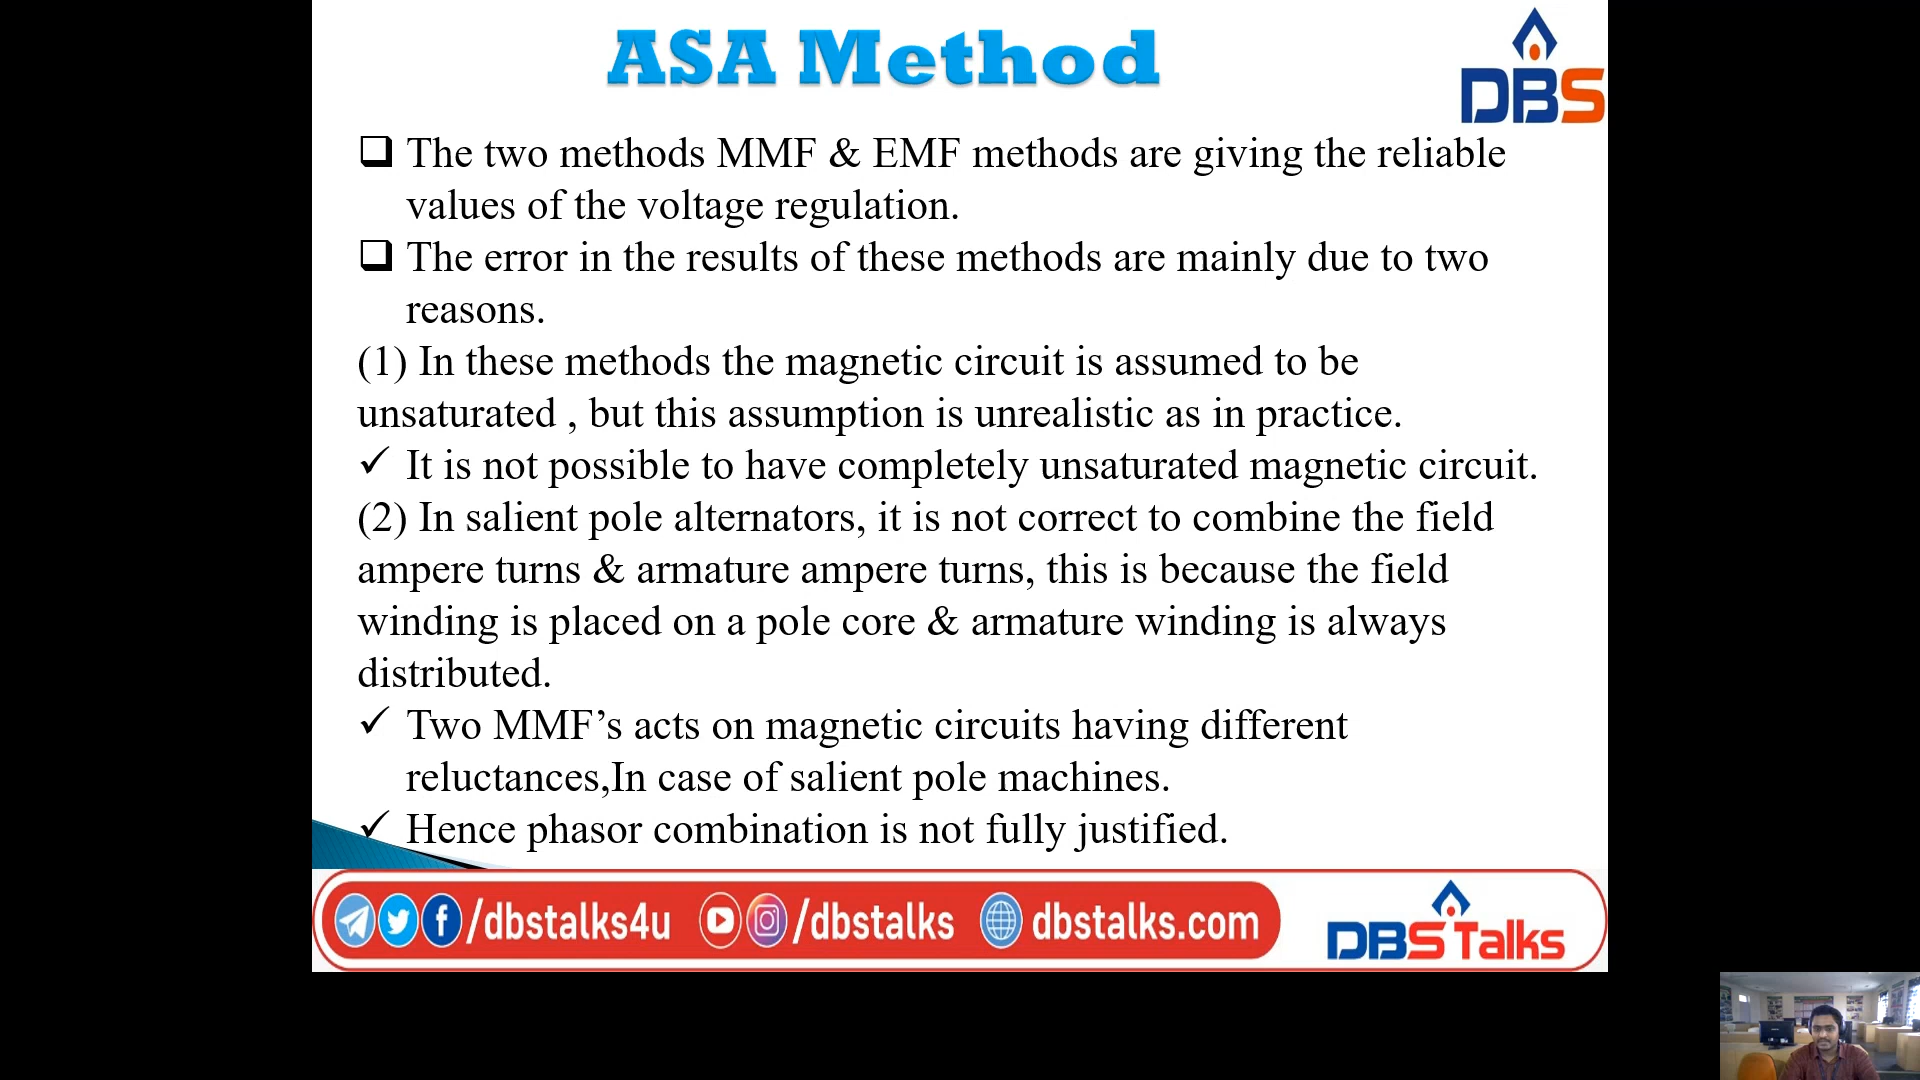 ASA Method
DBS
❑ The two methods MMF & EMF methods are giving the reliable
values of the voltage regulation.
❑ The error in the results of these methods are mainly due to two
reasons.
(1) In these methods the magnetic circuit is assumed to be
unsaturated , but this assumption is unrealistic as in practice.
✓ It is not possible to have completely unsaturated magnetic circuit.
(2) In salient pole alternators, it is not correct to combine the field
ampere turns & armature ampere turns, this is because the field
winding is placed on a pole core & armature winding is always
distributed.
✓ Two MMF’s acts on magnetic circuits having different
reluctances,In case of salient pole machines.
✓ Hence phasor combination is not fully justified.
/dbstalks4u /dbstalks dbstalks.com DBS Talks